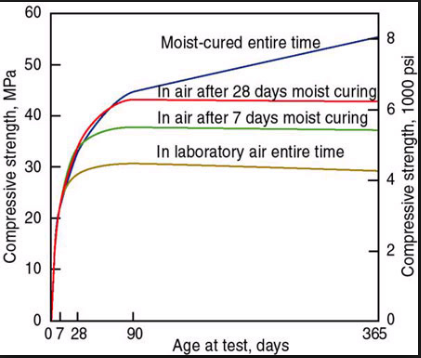 Compressive strength, MPa
60
50
40
30
20
10
0
Moist-cured entire time
In air after 28 days moist curing
In air after 7 days moist curing
In laboratory air entire time
8
6
4
2
0
Compressive strength, 1000 psi
0 7 28 90 365
Age at test, days